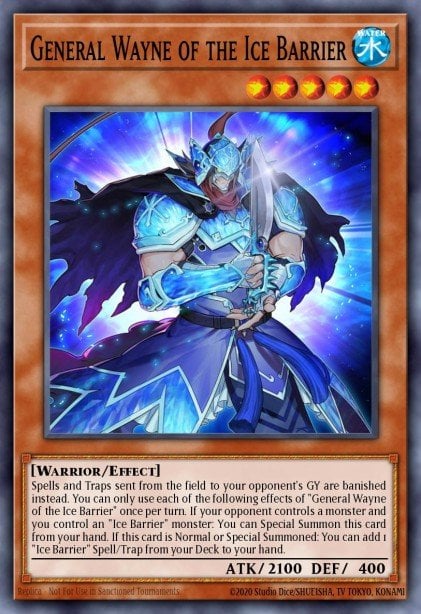 General Wayne of the Ice Barrier
WATER
水
[Warrior/Effect]
Spells and Traps sent from the field to your opponent's GY are banished
instead. You can only use each of the following effects of "General Wayne
of the Ice Barrier" once per turn. If your opponent controls a monster and
you control an "Ice Barrier" monster: You can Special Summon this card
from your hand. If this card is Normal or Special Summoned: You can add 1
"Ice Barrier" Spell/Trap from your Deck to your hand.
ATK/2100 DEF/ 400
Replica - Not For Use in Sanctioned Tournaments
©2020 Studio Dice/SHUEISHA, TV TOKYO, KONAMI